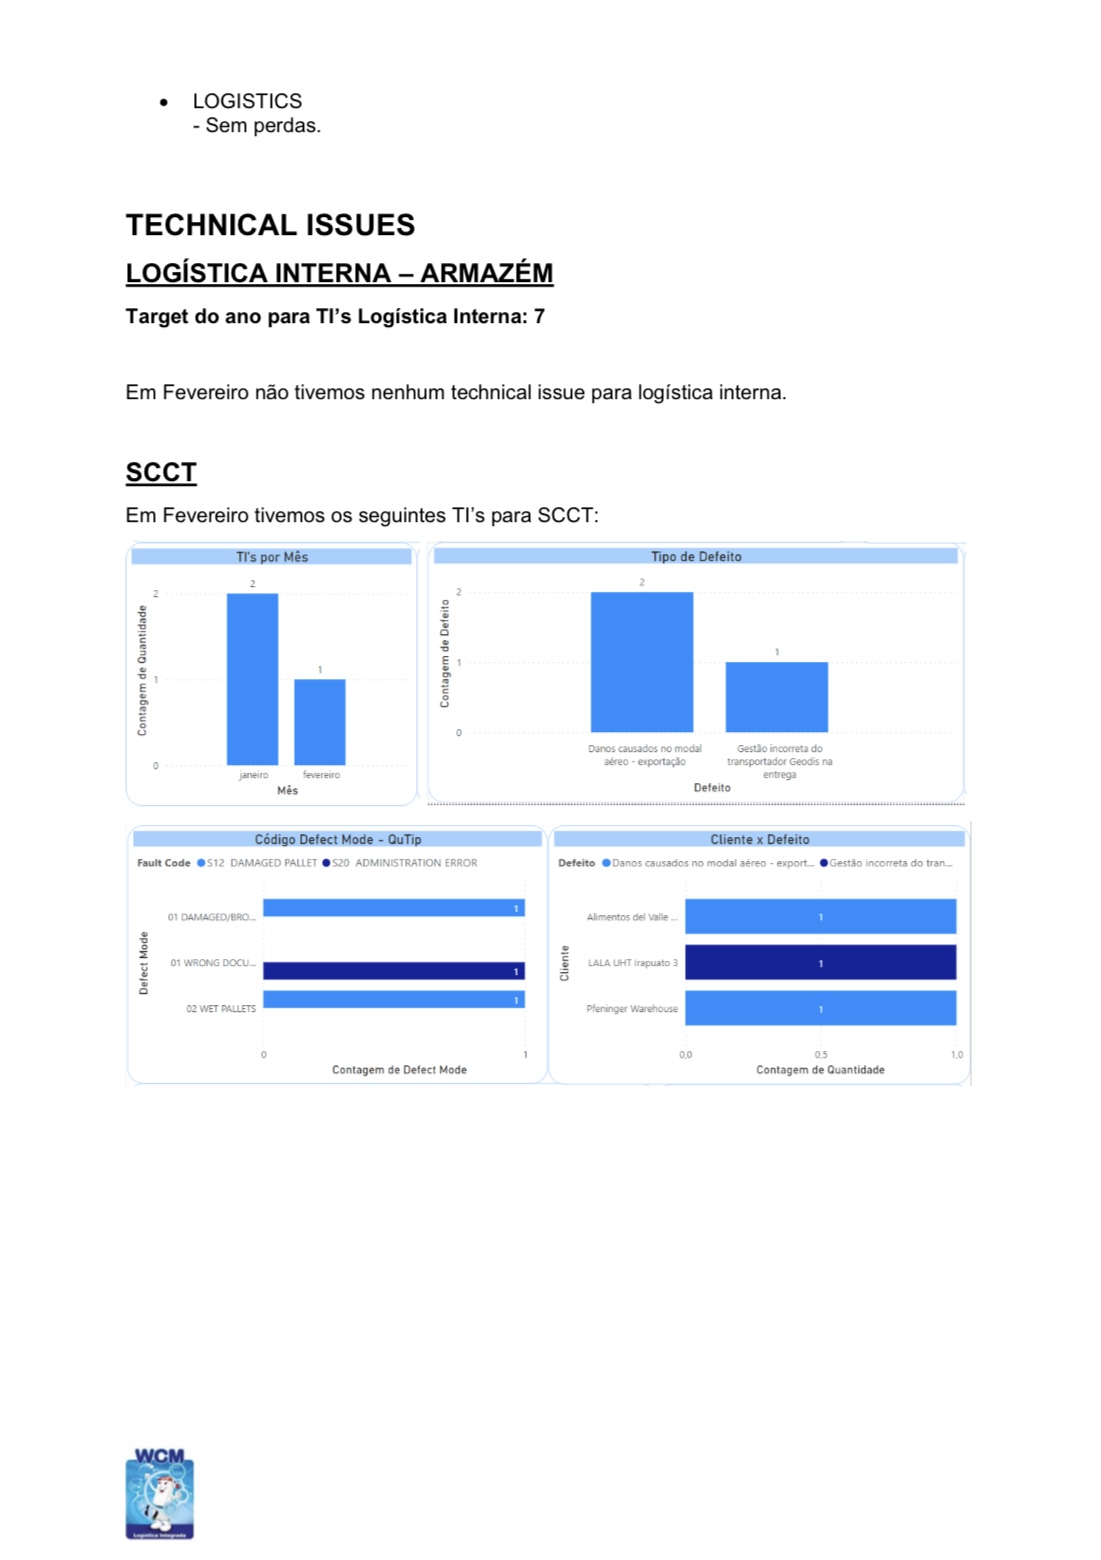 • LOGISTICS
- Sem perdas.
TECHNICAL ISSUES
LOGÍSTICA INTERNA – ARMAZÉM
Target do ano para TI’s Logística Interna: 7
Em Fevereiro não tivemos nenhum technical issue para logística interna.
SCCT
Em Fevereiro tivemos os seguintes TI’s para SCCT:
TI's por Mês
Contagem de Quantidade
2
1
0
2
1
janeiro
fevereiro
Mês
Tipo de Defeito
Contagem de Defeito
2
1
0
2
1
Danos causados no modal
aéreo - exportação
Gestão incorreta do
transportador Geodis na
entrega
Defeito
Código Defect Mode - QuTip
Fault Code S12 DAMAGED PALLET S20 ADMINISTRATION ERROR
Defect Mode
01 DAMAGED/BRO... 1
01 WRONG DOCU... 1
02 WET PALLETS 1
0 1
Contagem de Defect Mode
Cliente x Defeito
Defeito Danos causados no modal aéreo - export... Gestão incorreta do tran...
Cliente
Alimentos del Valle ... 1
LALA UHT Irapuato 3 1
Pfeninger Warehouse 1
0,0 0,5 1,0
Contagem de Quantidade
WCM
Logística Integrada